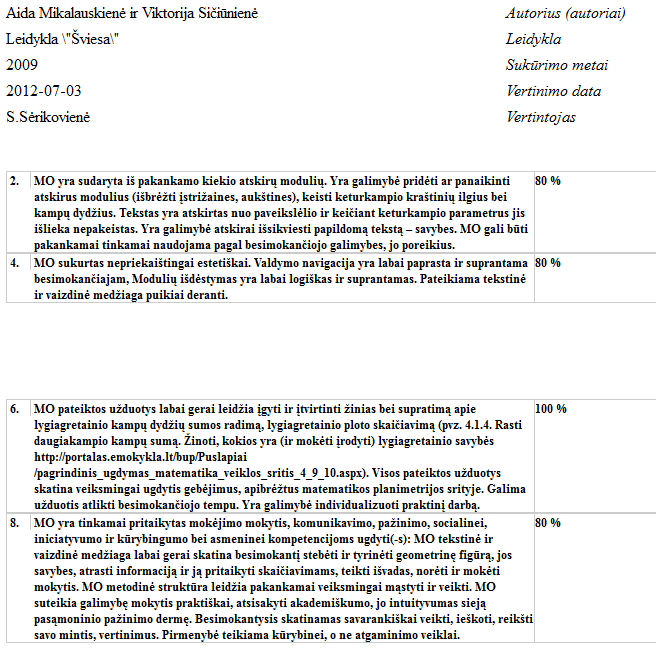 Aida Mikalauskienė ir Viktorija Sičiūnienė Autorius (autoriai)
Leidykla \"Šviesa\" Leidykla
2009 Sukūrimo metai
2012-07-03 Vertinimo data
S.Sėrikovienė Vertintojas
2. MO yra sudaryta iš pakankamo kiekio atskirų modulių. Yra galimybė pridėti ar panaikinti 80 %
atskirus modulius (išbrėžti įstrižaines, aukštines), keisti keturkampio kraštinių ilgius bei
kampų dydžius. Tekstas yra atskirtas nuo paveikslėlio ir keičiant keturkampio parametrus jis
išlieka nepakeistas. Yra galimybė atskirai išsikviesti papildomą tekstą – savybes. MO gali būti
pakankamai tinkamai naudojama pagal besimokančiojo galimybes, jo poreikius.
4. MO sukurtas nepriekaištingai estetiškai. Valdymo navigacija yra labai paprasta ir suprantama 80 %
besimokančiajam, Modulių išdėstymas yra labai logiškas ir suprantamas. Pateikiama tekstinė
ir vaizdinė medžiaga puikiai deranti.
6. MO pateiktos užduotys labai gerai leidžia įgyti ir įtvirtinti žinias bei supratimą apie 100 %
lygiagretainio kampų dydžių sumos radimą, lygiagretainio ploto skaičiavimą (pvz. 4.1.4. Rasti
daugiakampio kampų sumą. Žinoti, kokios yra (ir mokėti įrodyti) lygiagretainio savybės
http://portalas.emokykla.lt/bup/Puslapiai
/pagrindinis_ugdymas_matematika_veiklos_sritis_4_9_10.aspx). Visos pateiktos užduotys
skatina veiksmingai ugdytis gebėjimus, apibrėžtus matematikos planimetrijos srityje. Galima
užduotis atlikti besimokančiojo tempu. Yra galimybė individualizuoti praktinį darbą.
8. MO yra tinkamai pritaikytas mokėjimo mokytis, komunikavimo, pažinimo, socialinei, 80 %
iniciatyvumo ir kūrybingumo bei asmeninei kompetencijoms ugdyti(-s): MO tekstinė ir
vaizdinė medžiaga labai gerai skatina besimokantį stebėti ir tyrinėti geometrinę figūrą, jos
savybes, atrasti informaciją ir ją pritaikyti skaičiavimams, teikti išvadas, norėti ir mokėti
mokytis. MO metodinė struktūra leidžia pakankamai veiksmingai mąstyti ir veikti. MO
suteikia galimybę mokytis praktiškai, atsisakyti akademiškumo, jo intuityvumas sieją
pasąmoninio pažinimo dermę. Besimokantysis skatinamas savarankiškai veikti, ieškoti, reikšti
savo mintis, vertinimus. Pirmenybė teikiama kūrybinei, o ne atgaminimo veiklai.